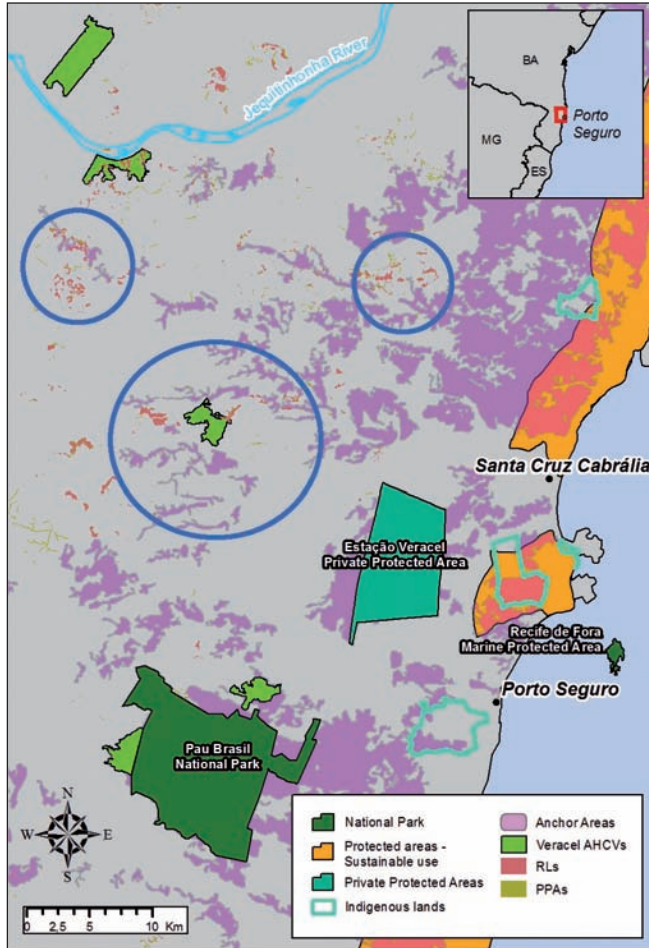 Jequitinhonha River
BA
MG
ES
Porto
Seguro
Santa Cruz Cabrália
Estação Veracel
Private Protected Area
Recife de Fora
Marine Protected Area
Porto Seguro
Pau Brasil
National Park
N
W
E
S
0
2,5
5
10
Km
National Park
Protected areas -
Sustainable use
Private Protected Areas
Indigenous lands
Anchor Areas
Veracel AHCVs
RLs
PPAs